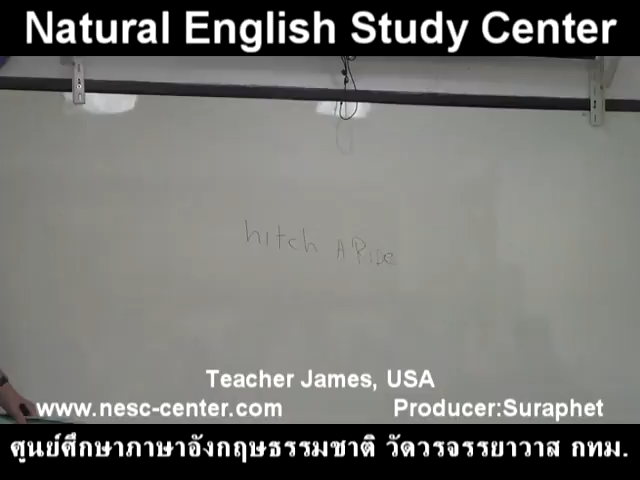 Natural English Study Center
hitch A RIDe
Teacher James, USA
www.nesc-center.com Producer:Suraphet
ศูนย์ศึกษาภาษาอังกฤษธรรมชาติ วัดวรจรรยาวาส กทม.